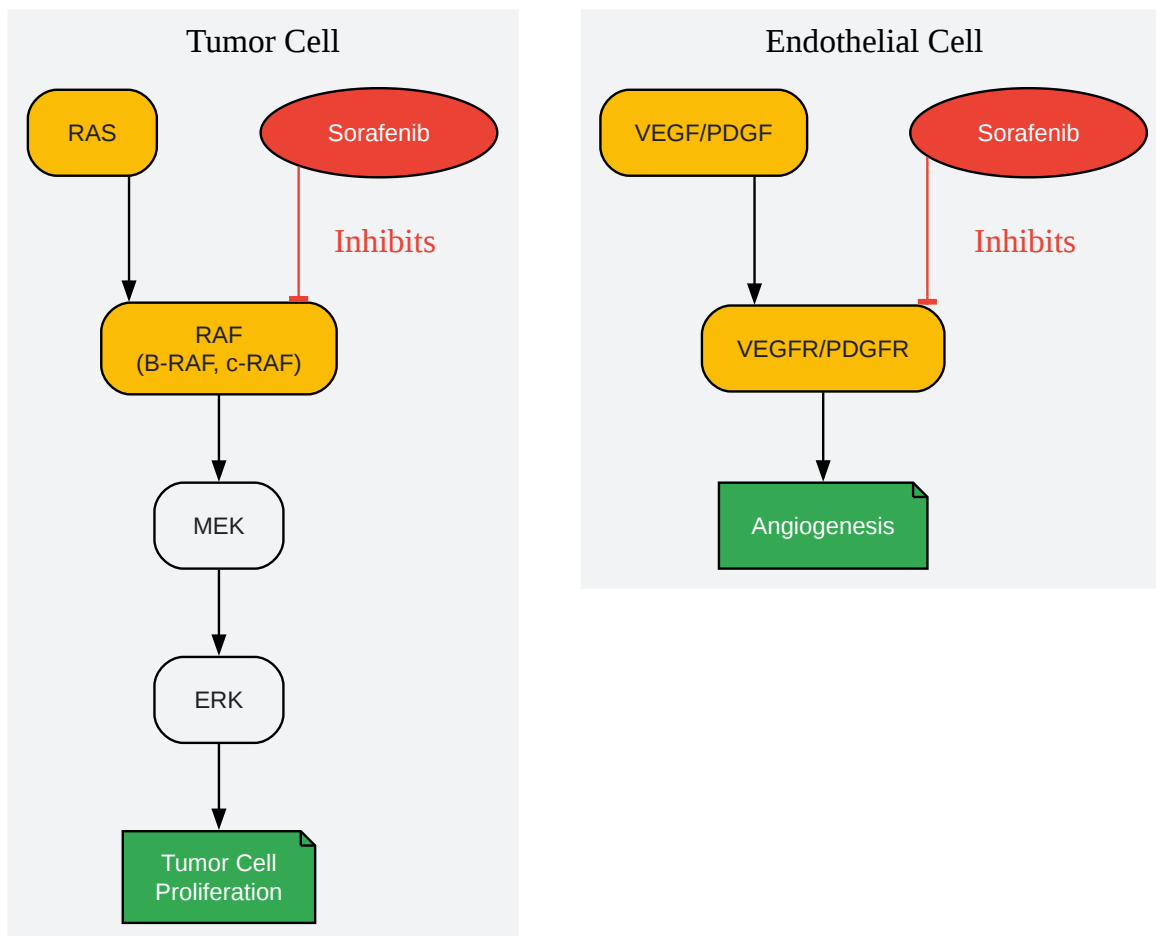 Tumor Cell
RAS
Sorafenib
Inhibits
RAF
(B-RAF, c-RAF)
MEK
ERK
Tumor Cell
Proliferation
Endothelial Cell
VEGF/PDGF
Sorafenib
Inhibits
VEGFR/PDGFR
Angiogenesis